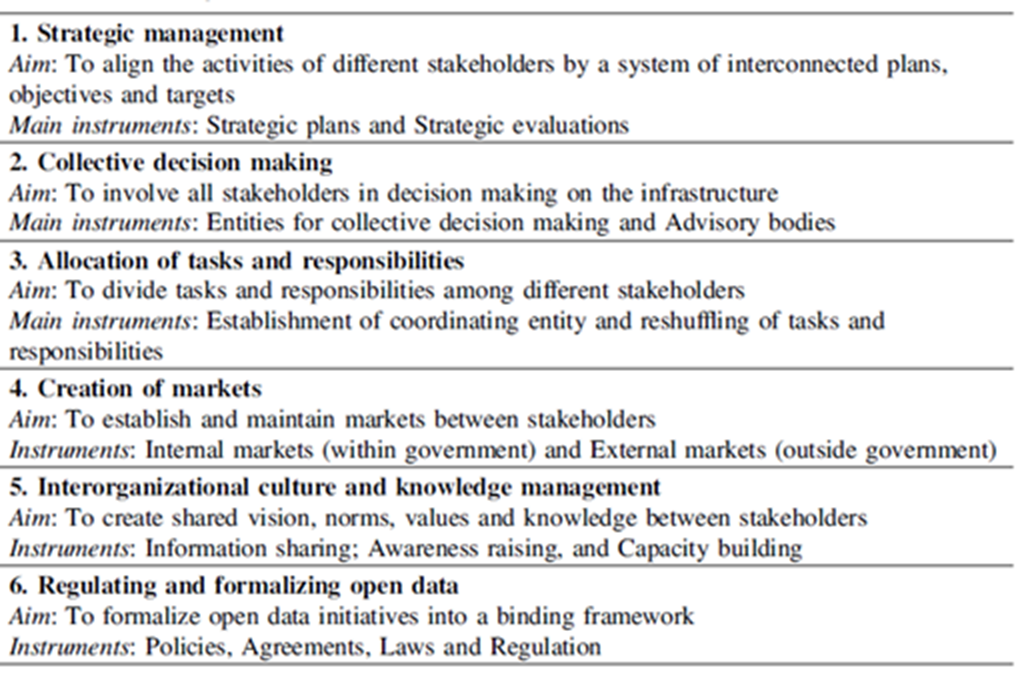 1. Strategic management
Aim: To align the activities of different stakeholders by a system of interconnected plans,
objectives and targets
Main instruments: Strategic plans and Strategic evaluations
2. Collective decision making
Aim: To involve all stakeholders in decision making on the infrastructure
Main instruments: Entities for collective decision making and Advisory bodies
3. Allocation of tasks and responsibilities
Aim: To divide tasks and responsibilities among different stakeholders
Main instruments: Establishment of coordinating entity and reshuffling of tasks and
responsibilities
4. Creation of markets
Aim: To establish and maintain markets between stakeholders
Instruments: Internal markets (within government) and External markets (outside government)
5. Interorganizational culture and knowledge management
Aim: To create shared vision, norms, values and knowledge between stakeholders
Instruments: Information sharing; Awareness raising, and Capacity building
6. Regulating and formalizing open data
Aim: To formalize open data initiatives into a binding framework
Instruments: Policies, Agreements, Laws and Regulation